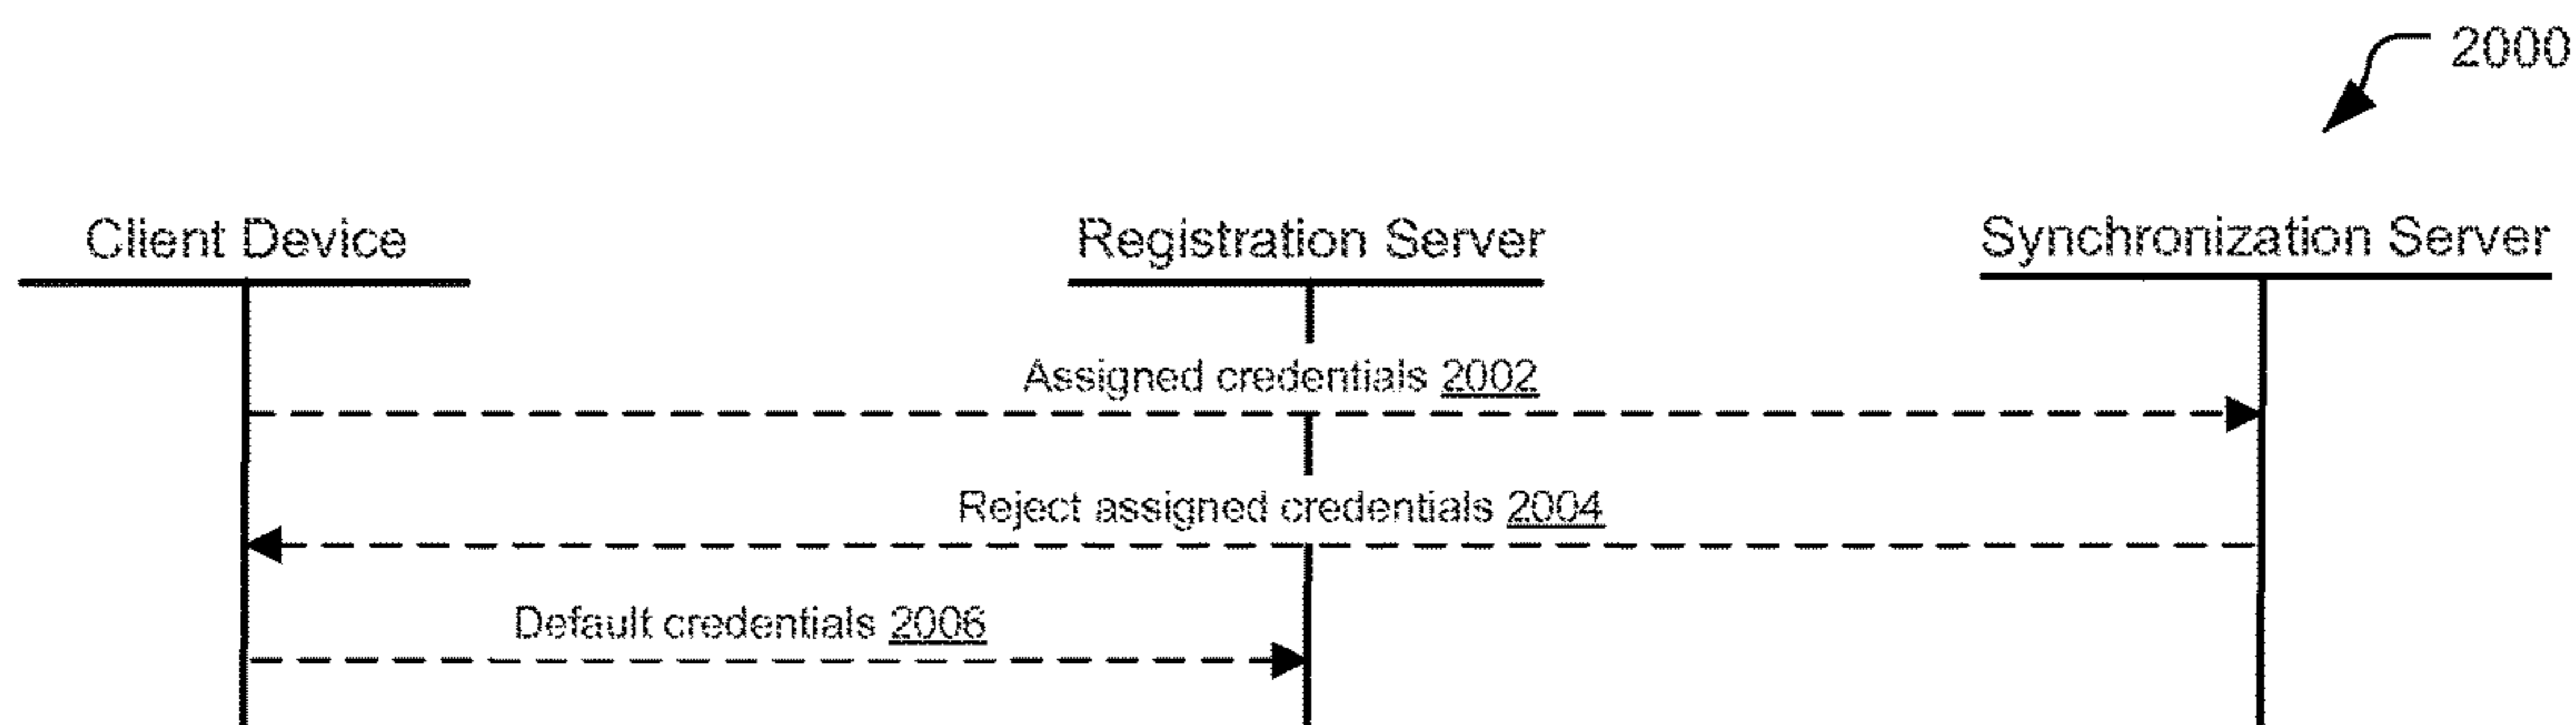 2000
Client Device
Registration Server
Synchronization Server
Assigned credentials 2002
Reject assigned credentials 2004
Default credentials 2006